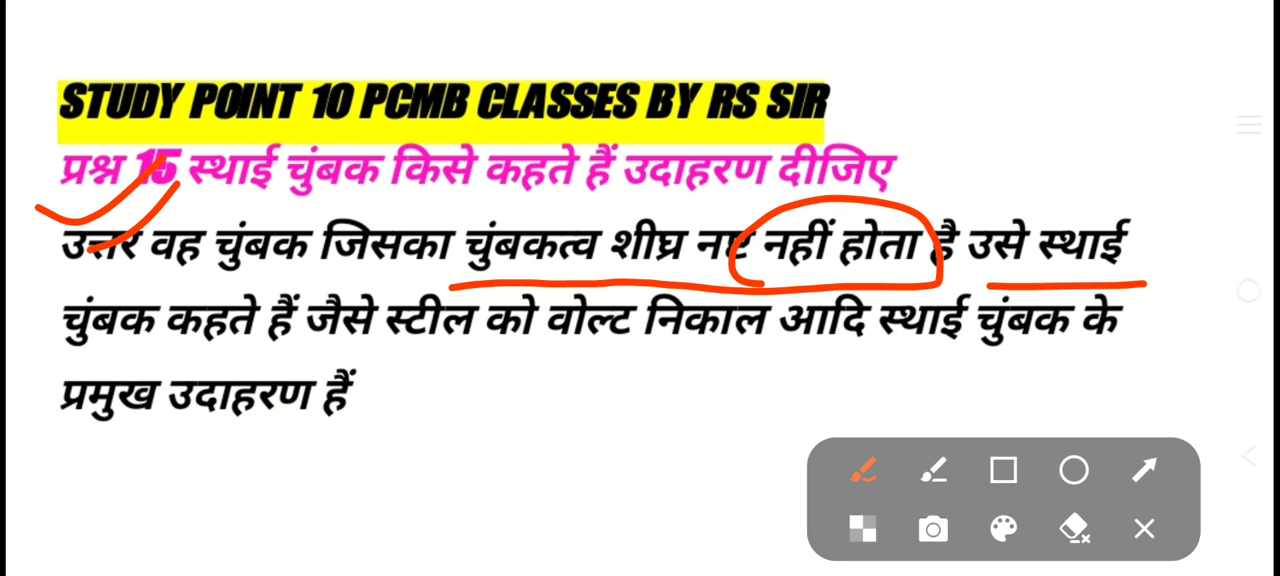 STUDY POINT 10 PCMB CLASSES BY RS SIR
प्रश्न 15 स्थाई चुंबक किसे कहते हैं उदाहरण दीजिए
उत्तर वह चुंबक जिसका चुंबकत्व शीघ्र नष्ट नहीं होता है उसे स्थाई
चुंबक कहते हैं जैसे स्टील को वोल्ट निकाल आदि स्थाई चुंबक के
प्रमुख उदाहरण हैं